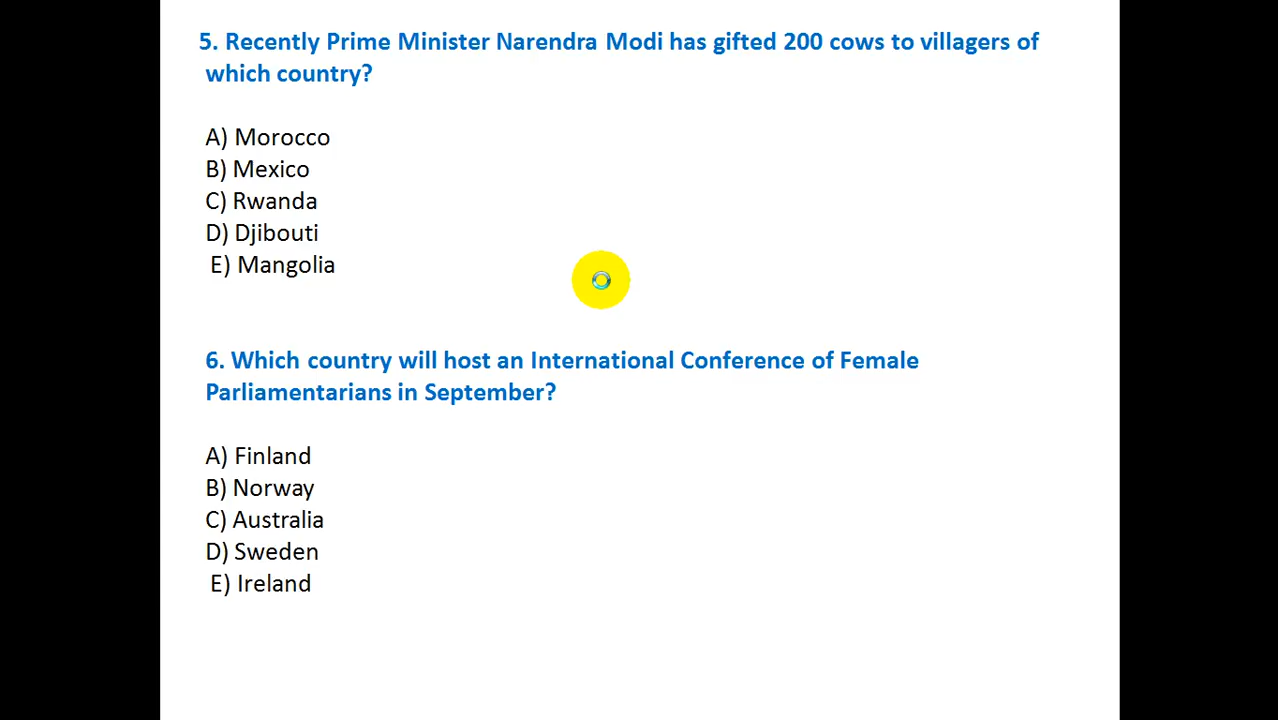 5. Recently Prime Minister Narendra Modi has gifted 200 cows to villagers of
which country?
A) Morocco
B) Mexico
C) Rwanda
D) Djibouti
E) Mangolia
6. Which country will host an International Conference of Female
Parliamentarians in September?
A) Finland
B) Norway
C) Australia
D) Sweden
E) Ireland